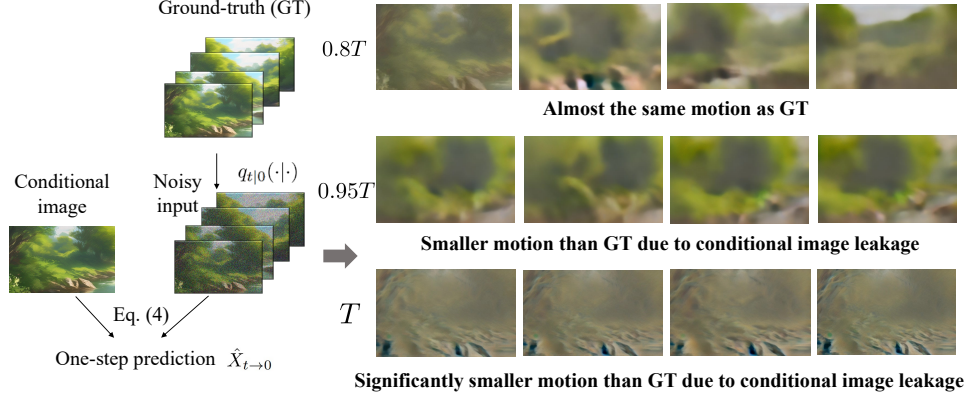 Ground-truth (GT)
q_{t|0}(·|·)
Conditional
image
Noisy
input
Eq. (4)
One-step prediction X̂_{t→0}
0.8T
Almost the same motion as GT
0.95T
Smaller motion than GT due to conditional image leakage
T
Significantly smaller motion than GT due to conditional image leakage